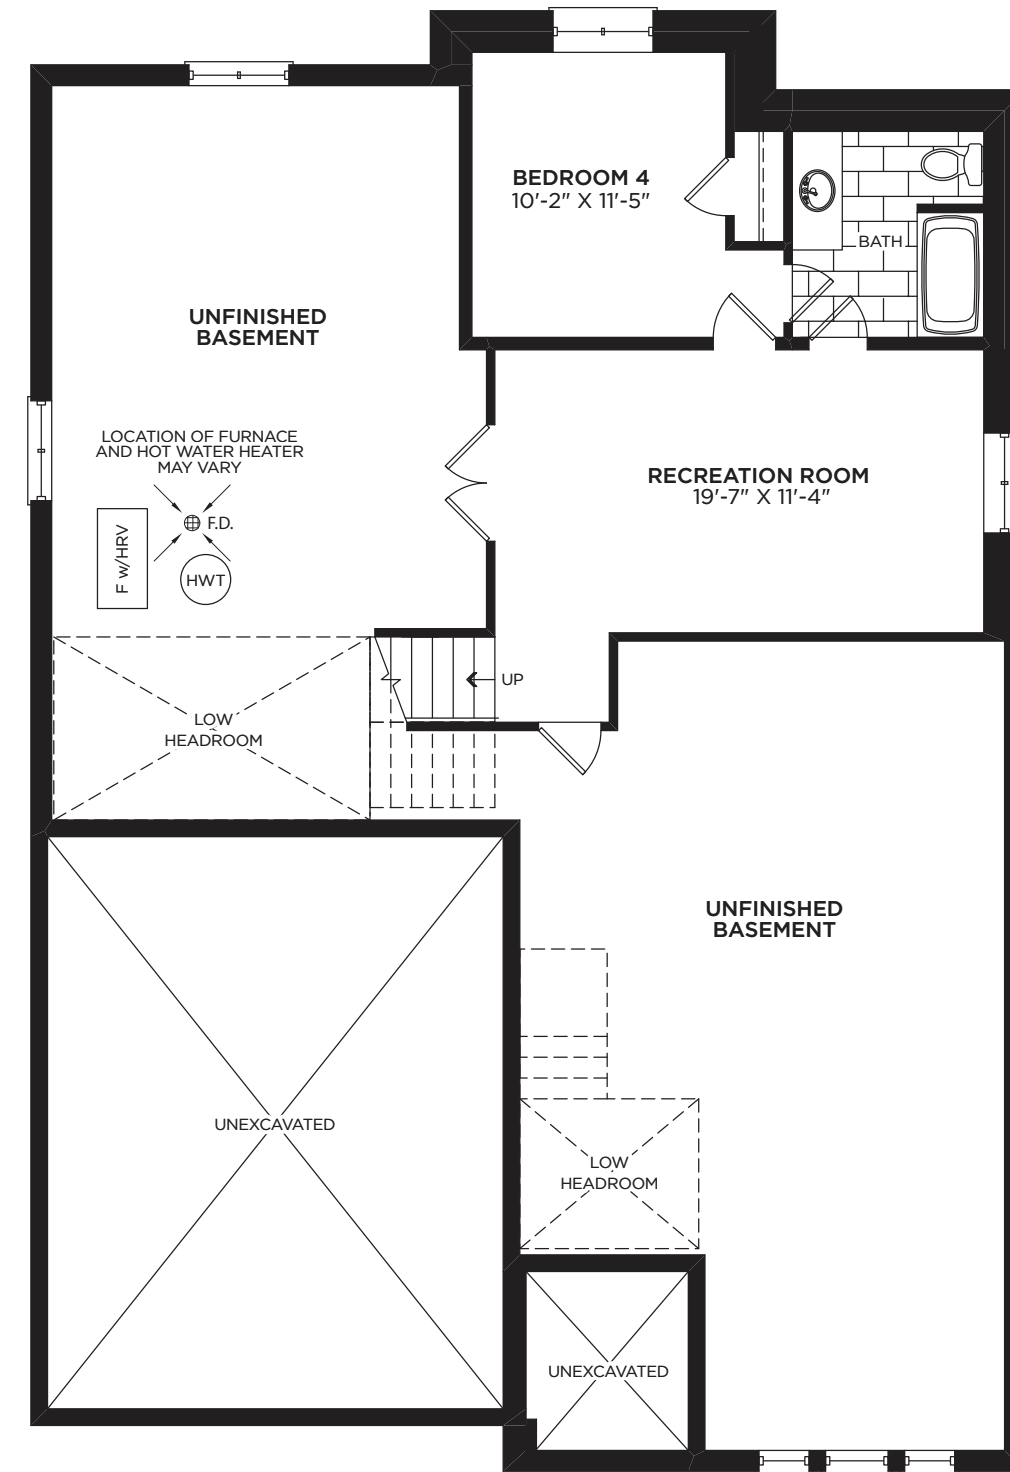 BEDROOM 4
10'-2" X 11'-5"
BATH
UNFINISHED
BASEMENT
LOCATION OF FURNACE
AND HOT WATER HEATER
MAY VARY
F.D.
F w/HRV
HWT
RECREATION ROOM
19'-7" X 11'-4"
UP
LOW
HEADROOM
UNFINISHED
BASEMENT
UNEXCAVATED
LOW
HEADROOM
UNEXCAVATED